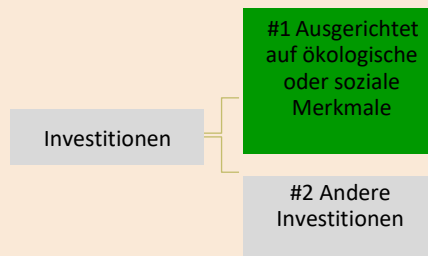 #1 Ausgerichtet
auf ökologische
oder soziale
Merkmale
Investitionen
#2 Andere
Investitionen